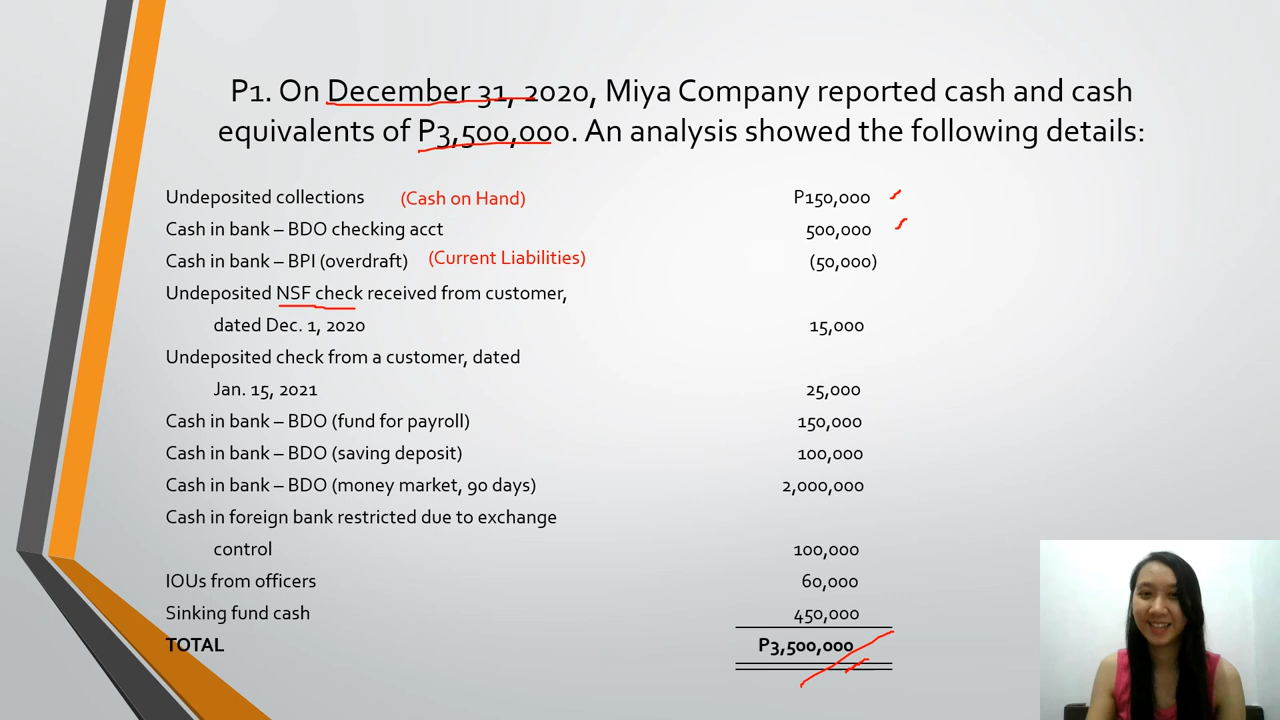 P1. On December 31, 2020, Miya Company reported cash and cash
equivalents of P3,500,000. An analysis showed the following details:
Undeposited collections (Cash on Hand) P150,000
Cash in bank – BDO checking acct 500,000
Cash in bank – BPI (overdraft) (Current Liabilities) (50,000)
Undeposited NSF check received from customer,
dated Dec. 1, 2020 15,000
Undeposited check from a customer, dated
Jan. 15, 2021 25,000
Cash in bank – BDO (fund for payroll) 150,000
Cash in bank – BDO (saving deposit) 100,000
Cash in bank – BDO (money market, 90 days) 2,000,000
Cash in foreign bank restricted due to exchange
control 100,000
IOUs from officers 60,000
Sinking fund cash 450,000
TOTAL P3,500,000